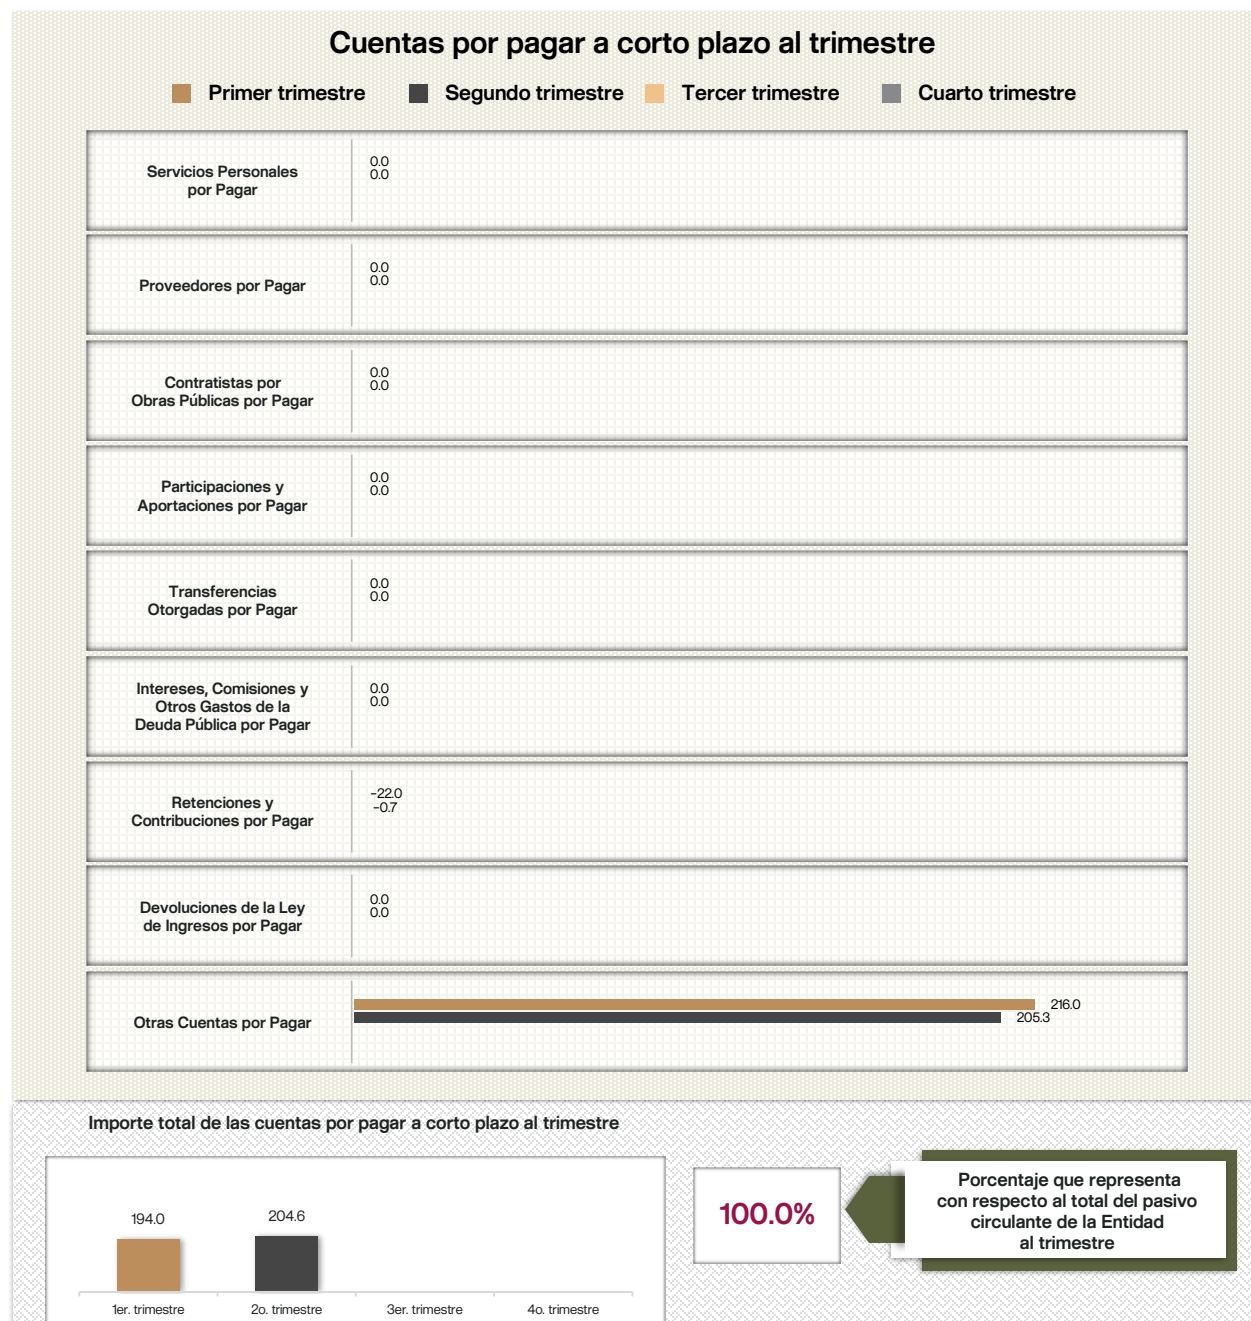 Cuentas por pagar a corto plazo al trimestre
Primer trimestre Segundo trimestre Tercer trimestre Cuarto trimestre
Servicios Personales
por Pagar
0.0
0.0
Proveedores por Pagar
0.0
0.0
Contratistas por
Obras Públicas por Pagar
0.0
0.0
Participaciones y
Aportaciones por Pagar
0.0
0.0
Transferencias
Otorgadas por Pagar
0.0
0.0
Intereses, Comisiones y
Otros Gastos de la
Deuda Pública por Pagar
0.0
0.0
Retenciones y
Contribuciones por Pagar
-22.0
-0.7
Devoluciones de la Ley
de Ingresos por Pagar
0.0
0.0
Otras Cuentas por Pagar
216.0
205.3
Importe total de las cuentas por pagar a corto plazo al trimestre
194.0
204.6
1er. trimestre 2o. trimestre 3er. trimestre 4o. trimestre
100.0%
Porcentaje que representa
con respecto al total del pasivo
circulante de la Entidad
al trimestre